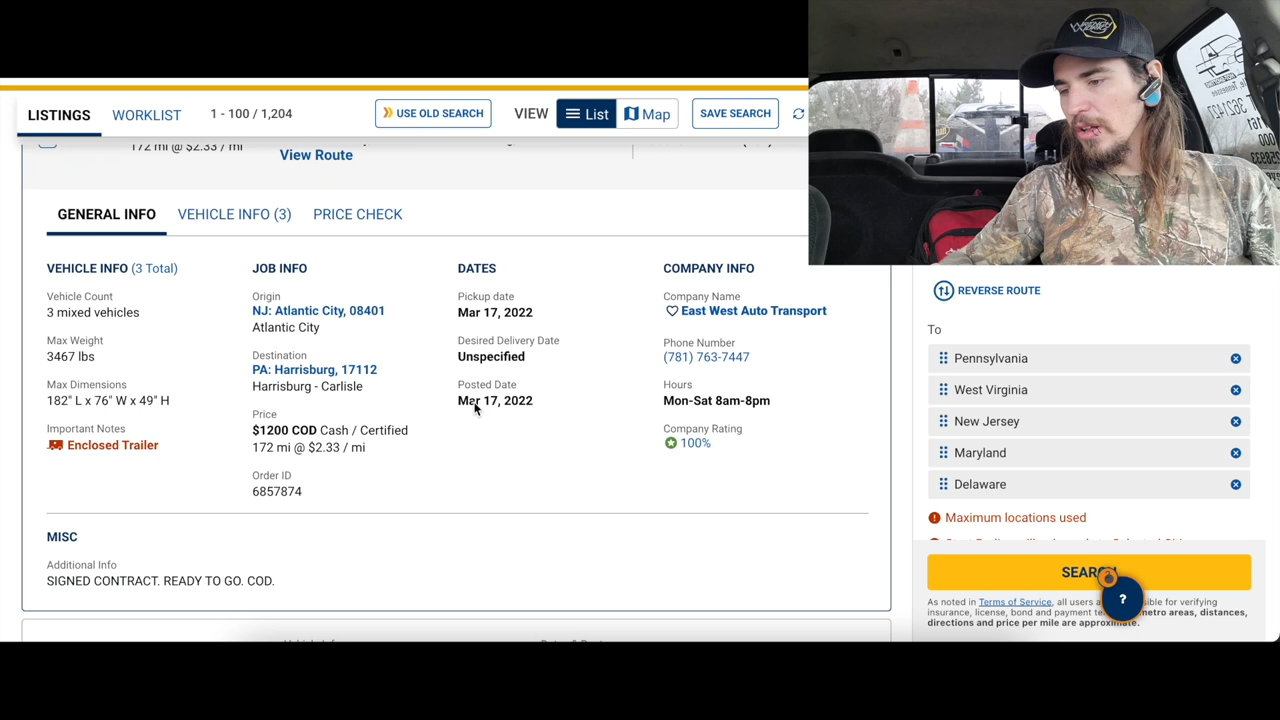 LISTINGS WORKLIST 1 - 100 / 1,204 USE OLD SEARCH VIEW List Map SAVE SEARCH
172 mi @ $2.33 / mi
View Route
GENERAL INFO VEHICLE INFO (3) PRICE CHECK
VEHICLE INFO (3 Total)
Vehicle Count
3 mixed vehicles
Max Weight
3467 lbs
Max Dimensions
182" L x 76" W x 49" H
Important Notes
Enclosed Trailer
JOB INFO
Origin
NJ: Atlantic City, 08401
Atlantic City
Destination
PA: Harrisburg, 17112
Harrisburg - Carlisle
Price
$1200 COD Cash / Certified
172 mi @ $2.33 / mi
Order ID
6857874
DATES
Pickup date
Mar 17, 2022
Desired Delivery Date
Unspecified
Posted Date
Mar 17, 2022
COMPANY INFO
Company Name
East West Auto Transport
Phone Number
(781) 763-7447
Hours
Mon-Sat 8am-8pm
Company Rating
100%
MISC
Additional Info
SIGNED CONTRACT. READY TO GO. COD.
REVERSE ROUTE
To
Pennsylvania
West Virginia
New Jersey
Maryland
Delaware
Maximum locations used
SEARCH
?
As noted in Terms of Service, all users
insurance, license, bond and payment metro areas, distances,
directions and price per mile are approximate.